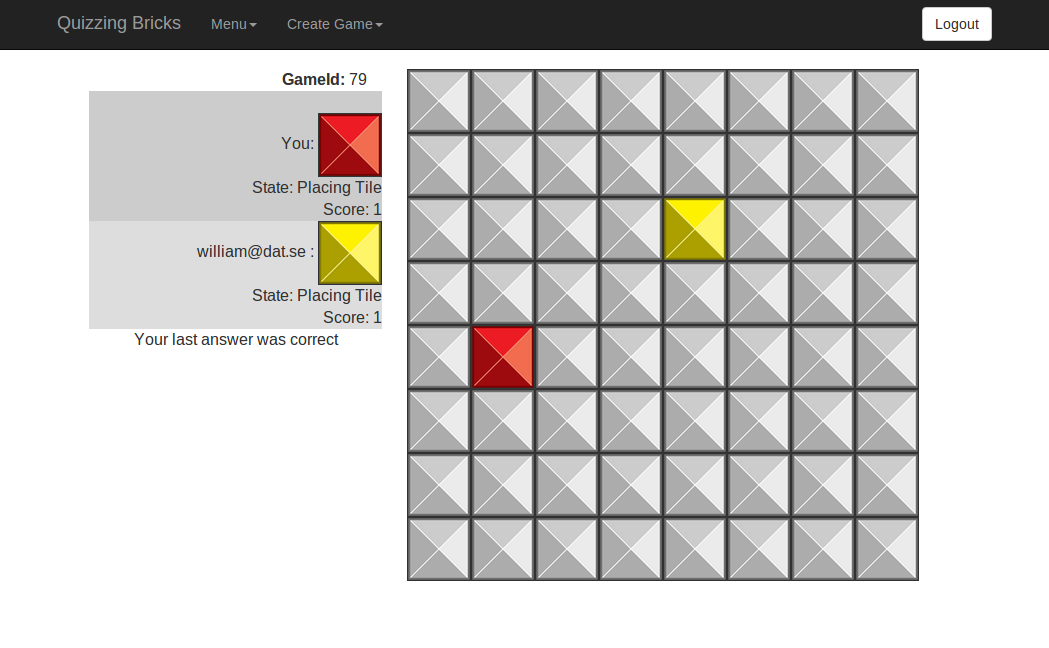 Quizzing Bricks Menu Create Game Logout
GameId: 79
You:
State: Placing Tile
Score: 1
william@dat.se :
State: Placing Tile
Score: 1
Your last answer was correct